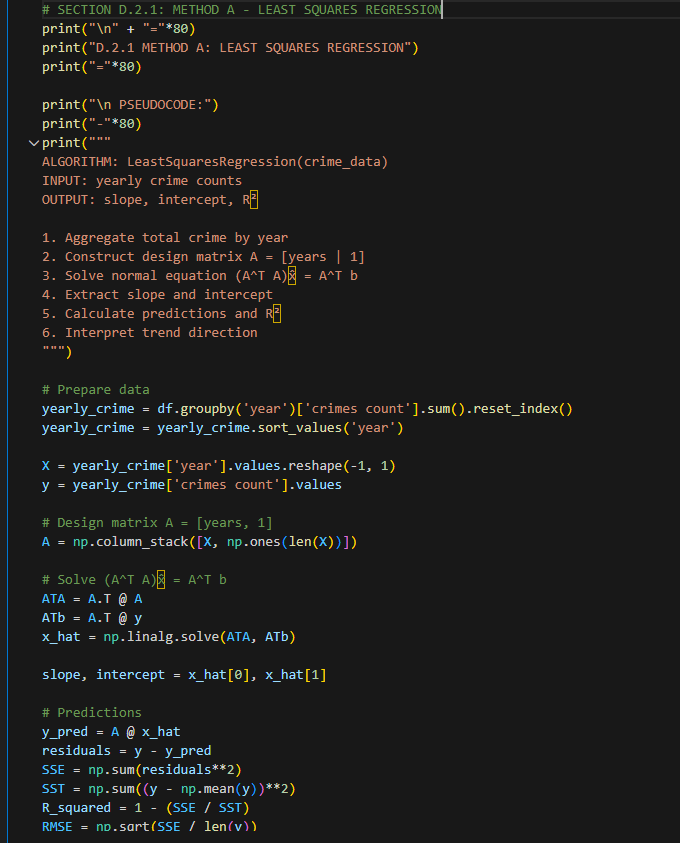 # SECTION D.2.1: METHOD A - LEAST SQUARES REGRESSION
print("\n" + "="*80)
print("D.2.1 METHOD A: LEAST SQUARES REGRESSION")
print("="*80)
print("\n PSEUDOCODE:")
print("-"*80)
print("""
ALGORITHM: LeastSquaresRegression(crime_data)
INPUT: yearly crime counts
OUTPUT: slope, intercept, R²
1. Aggregate total crime by year
2. Construct design matrix A = [years | 1]
3. Solve normal equation (A^T A)x̂ = A^T b
4. Extract slope and intercept
5. Calculate predictions and R²
6. Interpret trend direction
""")
# Prepare data
yearly_crime = df.groupby('year')['crimes count'].sum().reset_index()
yearly_crime = yearly_crime.sort_values('year')
X = yearly_crime['year'].values.reshape(-1, 1)
y = yearly_crime['crimes count'].values
# Design matrix A = [years, 1]
A = np.column_stack([X, np.ones(len(X))])
# Solve (A^T A)x̂ = A^T b
ATA = A.T @ A
ATb = A.T @ y
x_hat = np.linalg.solve(ATA, ATb)
slope, intercept = x_hat[0], x_hat[1]
# Predictions
y_pred = A @ x_hat
residuals = y - y_pred
SSE = np.sum(residuals**2)
SST = np.sum((y - np.mean(y))**2)
R_squared = 1 - (SSE / SST)
RMSE = np.sqrt(SSE / len(y))